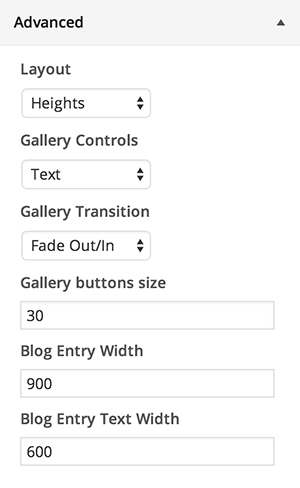 Advanced
Layout
Heights
Gallery Controls
Text
Gallery Transition
Fade Out/In
Gallery buttons size
30
Blog Entry Width
900
Blog Entry Text Width
600